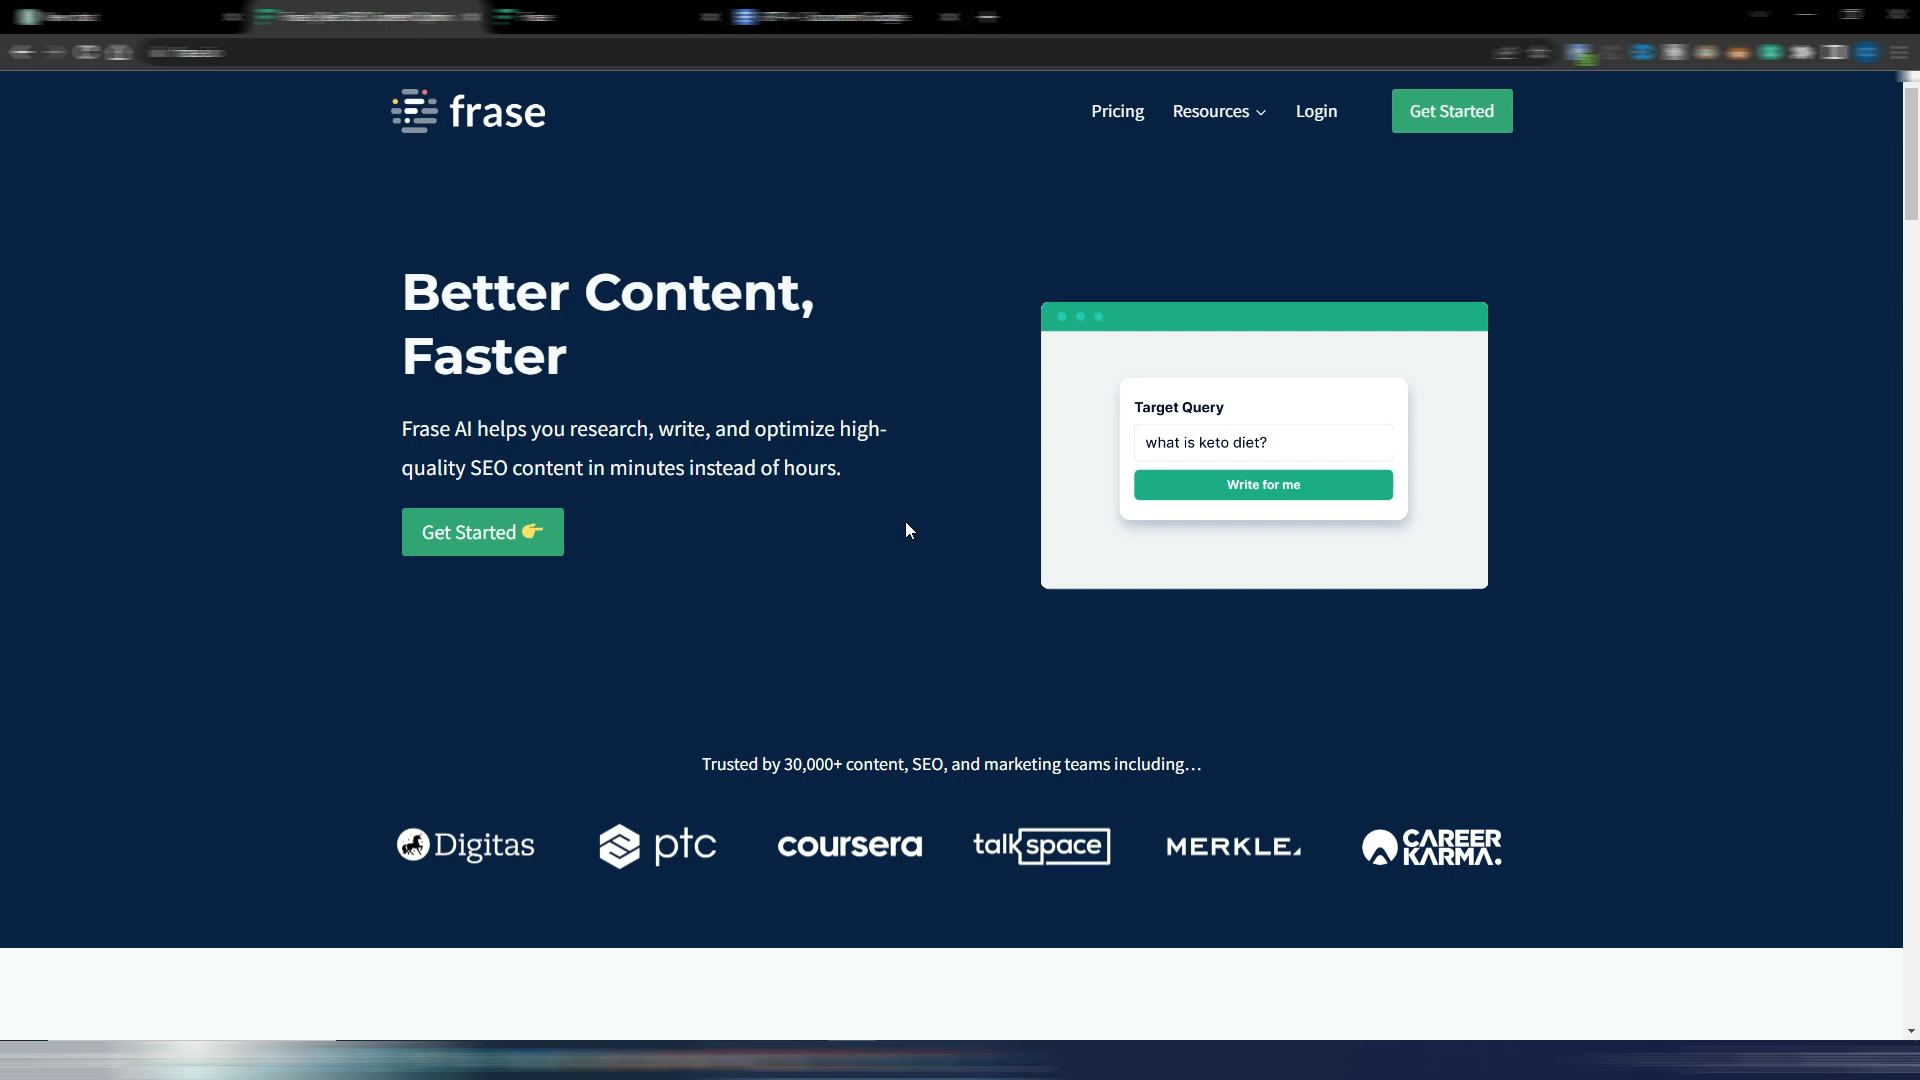 frase
Pricing
Resources
Login
Get Started
Better Content,
Faster
Frase AI helps you research, write, and optimize high-
quality SEO content in minutes instead of hours.
Get Started 👉
Target Query
what is keto diet?
Write for me
Trusted by 30,000+ content, SEO, and marketing teams including...
Digitas
ptc
coursera
talkspace
MERKLE
CAREER
KARMA.